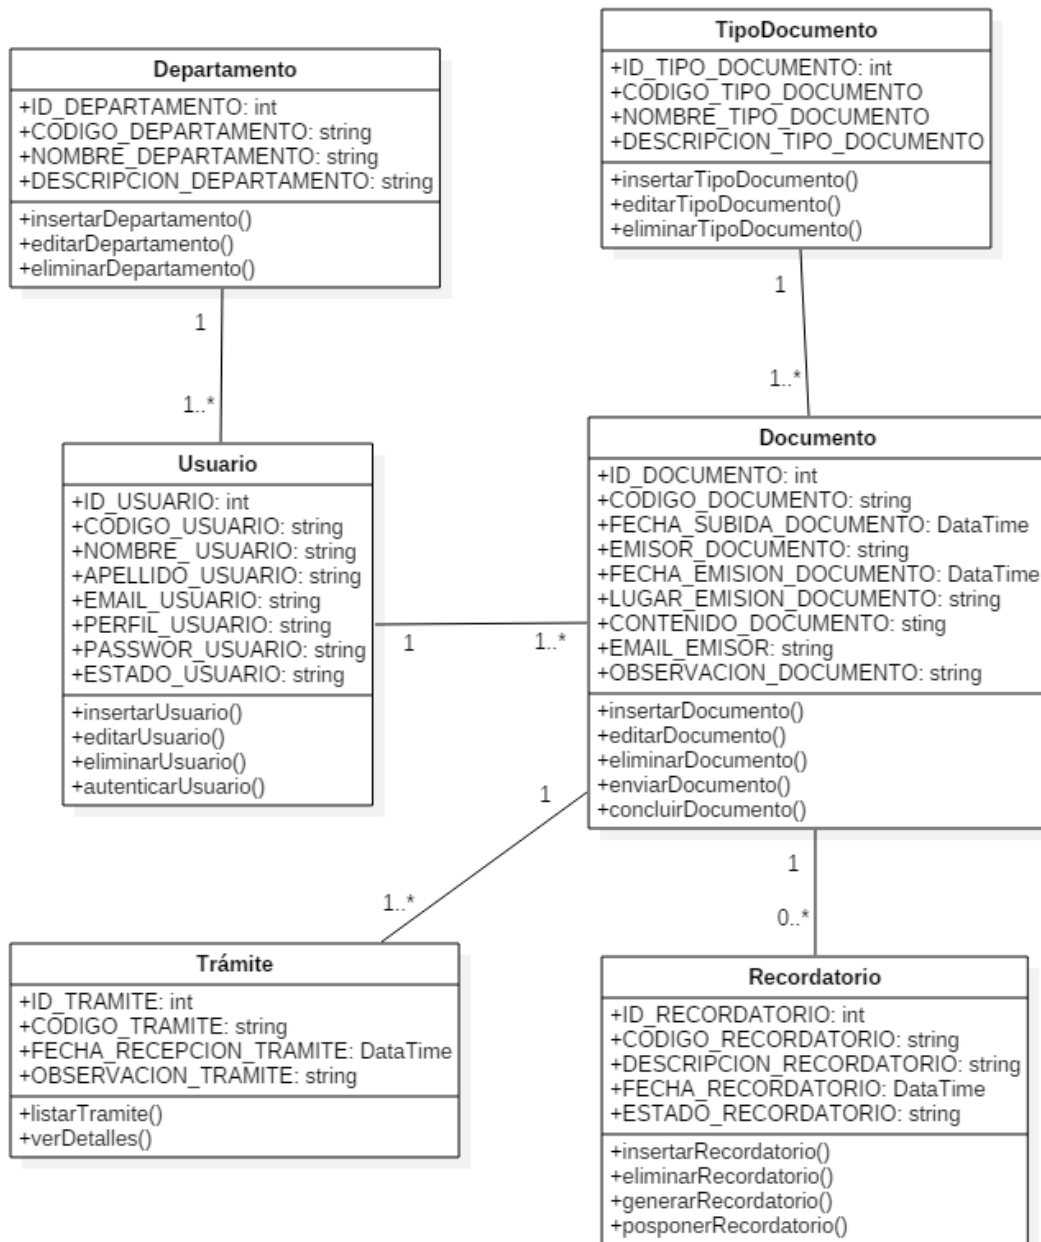 Departamento
+ID_DEPARTAMENTO: int
+CODIGO_DEPARTAMENTO: string
+NOMBRE_DEPARTAMENTO: string
+DESCRIPCION_DEPARTAMENTO: string
+insertarDepartamento()
+editarDepartamento()
+eliminarDepartamento()
TipoDocumento
+ID_TIPO_DOCUMENTO: int
+CODIGO_TIPO_DOCUMENTO
+NOMBRE_TIPO_DOCUMENTO
+DESCRIPCION_TIPO_DOCUMENTO
+insertarTipoDocumento()
+editarTipoDocumento()
+eliminarTipoDocumento()
1
1..*
1
1..*
Usuario
+ID_USUARIO: int
+CODIGO_USUARIO: string
+NOMBRE_ USUARIO: string
+APELLIDO_USUARIO: string
+EMAIL_USUARIO: string
+PERFIL_USUARIO: string
+PASSWOR_USUARIO: string
+ESTADO_USUARIO: string
+insertarUsuario()
+editarUsuario()
+eliminarUsuario()
+autenticarUsuario()
1
1..*
Documento
+ID_DOCUMENTO: int
+CODIGO_DOCUMENTO: string
+FECHA_SUBIDA_DOCUMENTO: DataTime
+EMISOR_DOCUMENTO: string
+FECHA_EMISION_DOCUMENTO: DataTime
+LUGAR_EMISION_DOCUMENTO: string
+CONTENIDO_DOCUMENTO: sting
+EMAIL_EMISOR: string
+OBSERVACION_DOCUMENTO: string
+insertarDocumento()
+editarDocumento()
+eliminarDocumento()
+enviarDocumento()
+concluirDocumento()
1
1..*
1
0..*
Trámite
+ID_TRAMITE: int
+CODIGO_TRAMITE: string
+FECHA_RECEPCION_TRAMITE: DataTime
+OBSERVACION_TRAMITE: string
+listarTramite()
+verDetalles()
Recordatorio
+ID_RECORDATORIO: int
+CODIGO_RECORDATORIO: string
+DESCRIPCION_RECORDATORIO: string
+FECHA_RECORDATORIO: DataTime
+ESTADO_RECORDATORIO: string
+insertarRecordatorio()
+eliminarRecordatorio()
+generarRecordatorio()
+posponerRecordatorio()